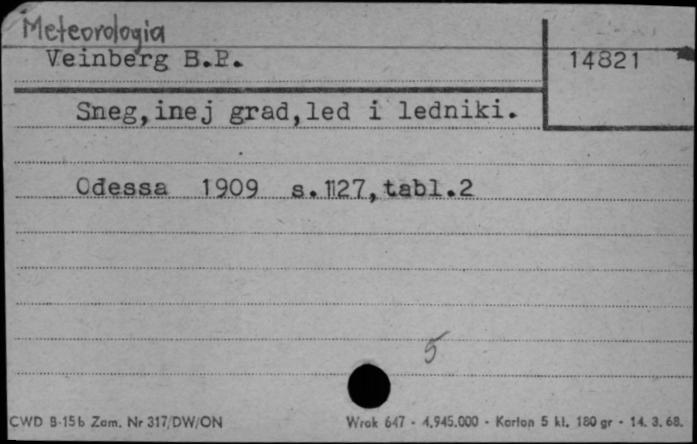 Meteorologia
Veinberg B.P.
14821
Sneg,inej grad,led i ledniki.
Odessa 1909 s.1127,tabl.2
5
CWD B-15b Zam. Nr 317/DW/ON
Wrok 647 - 4.945.000 - Karton 5 kl. 180 gr - 14. 3. 68.